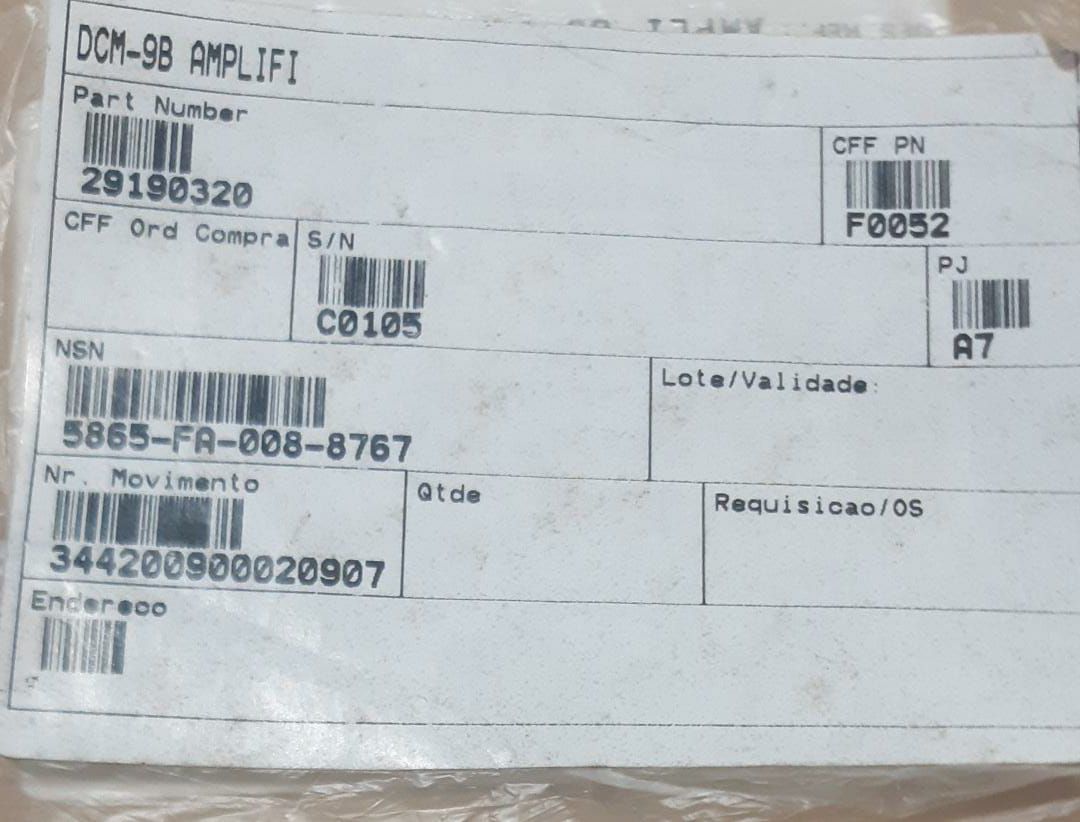 DCM-9B AMPLIFI
Part Number
29190320
CFF PN
F0052
CFF Ord Compra
S/N
C0105
PJ
A7
NSN
5865-FA-008-8767
Lote/Validade:
Nr. Movimento
344200900020907
Qtde
Requisicao/OS
Endereco